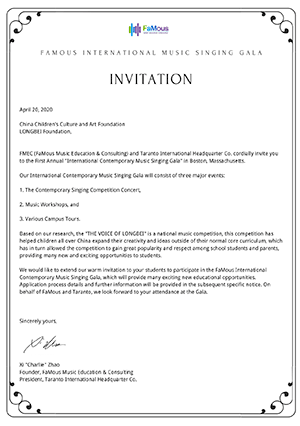 FaMous
FAMOUS INTERNATIONAL MUSIC SINGING GALA
INVITATION
April 20, 2020
China Children's Culture and Art Foundation
LONGBEI Foundation,
FMEC (FaMous Music Education & Consulting) and Taranto International Headquarter Co. cordially invite you
to the first Annual "International Contemporary Music Singing Gala" in Boston, Massachusetts.
Our International Contemporary Music Singing Gala will consist of three major events:
1. The Contemporary Singing Competition Concert,
2. Music Workshops, and
3. Various Campus Tours.
Based on our research, the "THE VOICE OF LONGBEI" is a national music competition, this competition has
helped children all over China expand their creativity and ideas outside of their normal core curriculum, which
has in turn allowed the competition to gain great popularity and respect among school students and parents,
providing many new and exciting opportunities to students.
We would like to extend our warm invitation to your students to participate in the FaMous International
Contemporary Music Singing Gala, which will provide many exciting new educational opportunities.
Application process details and further information will be provided in the subsequent specific notice. On
behalf of FaMous and Taranto, we look forward to your attendance at the Gala.
Sincerely yours,
Xi "Charlie" Zhao
Founder, FaMous Music Education & Consulting
President, Taranto International Headquarter Co.